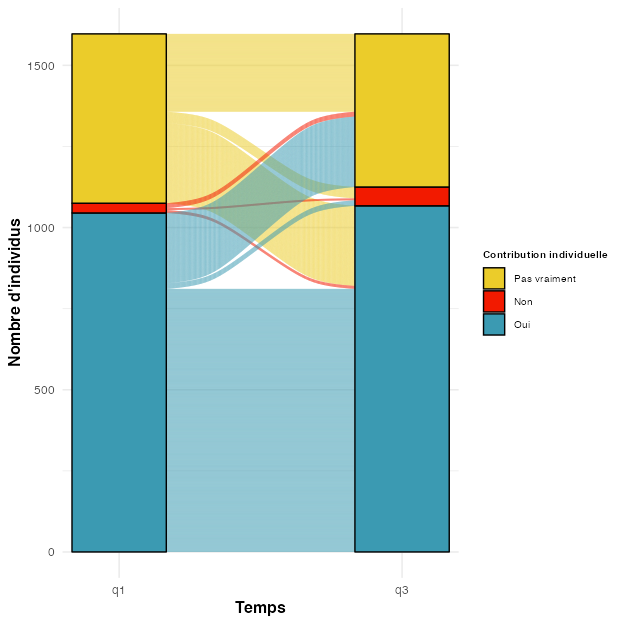 1500
1000
500
0
Nombre d'individus
q1
q3
Temps
Contribution individuelle
Pas vraiment
Non
Oui